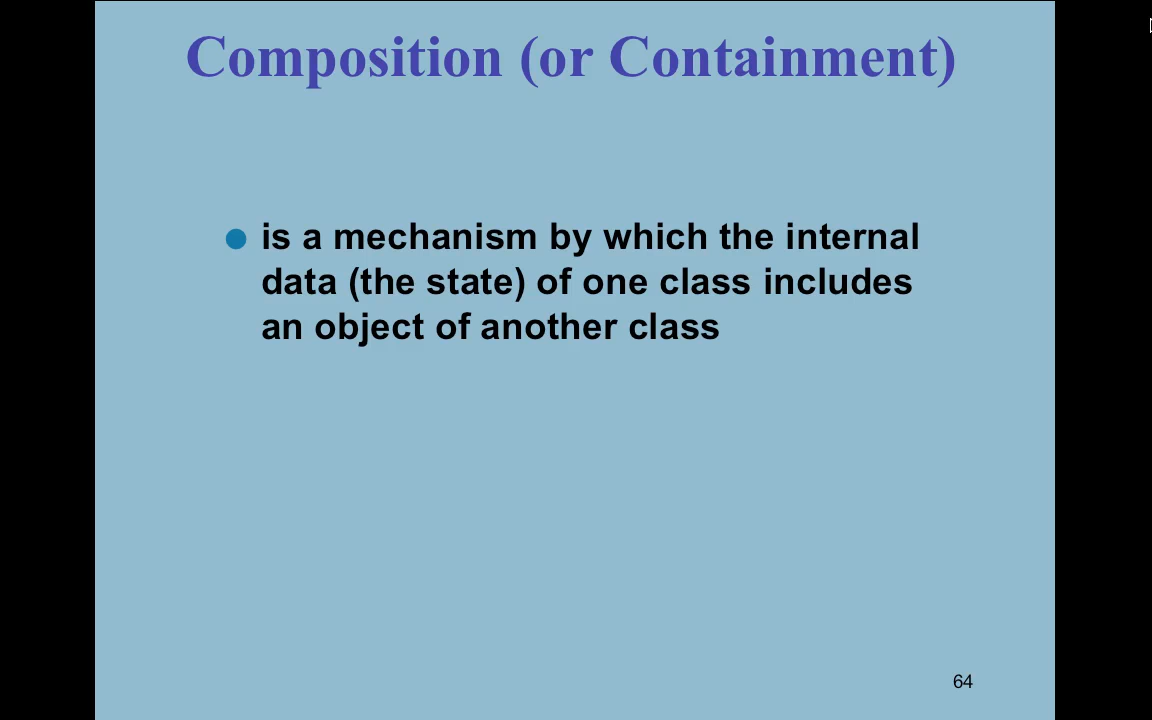 Composition (or Containment)
is a mechanism by which the internal
data (the state) of one class includes
an object of another class
64